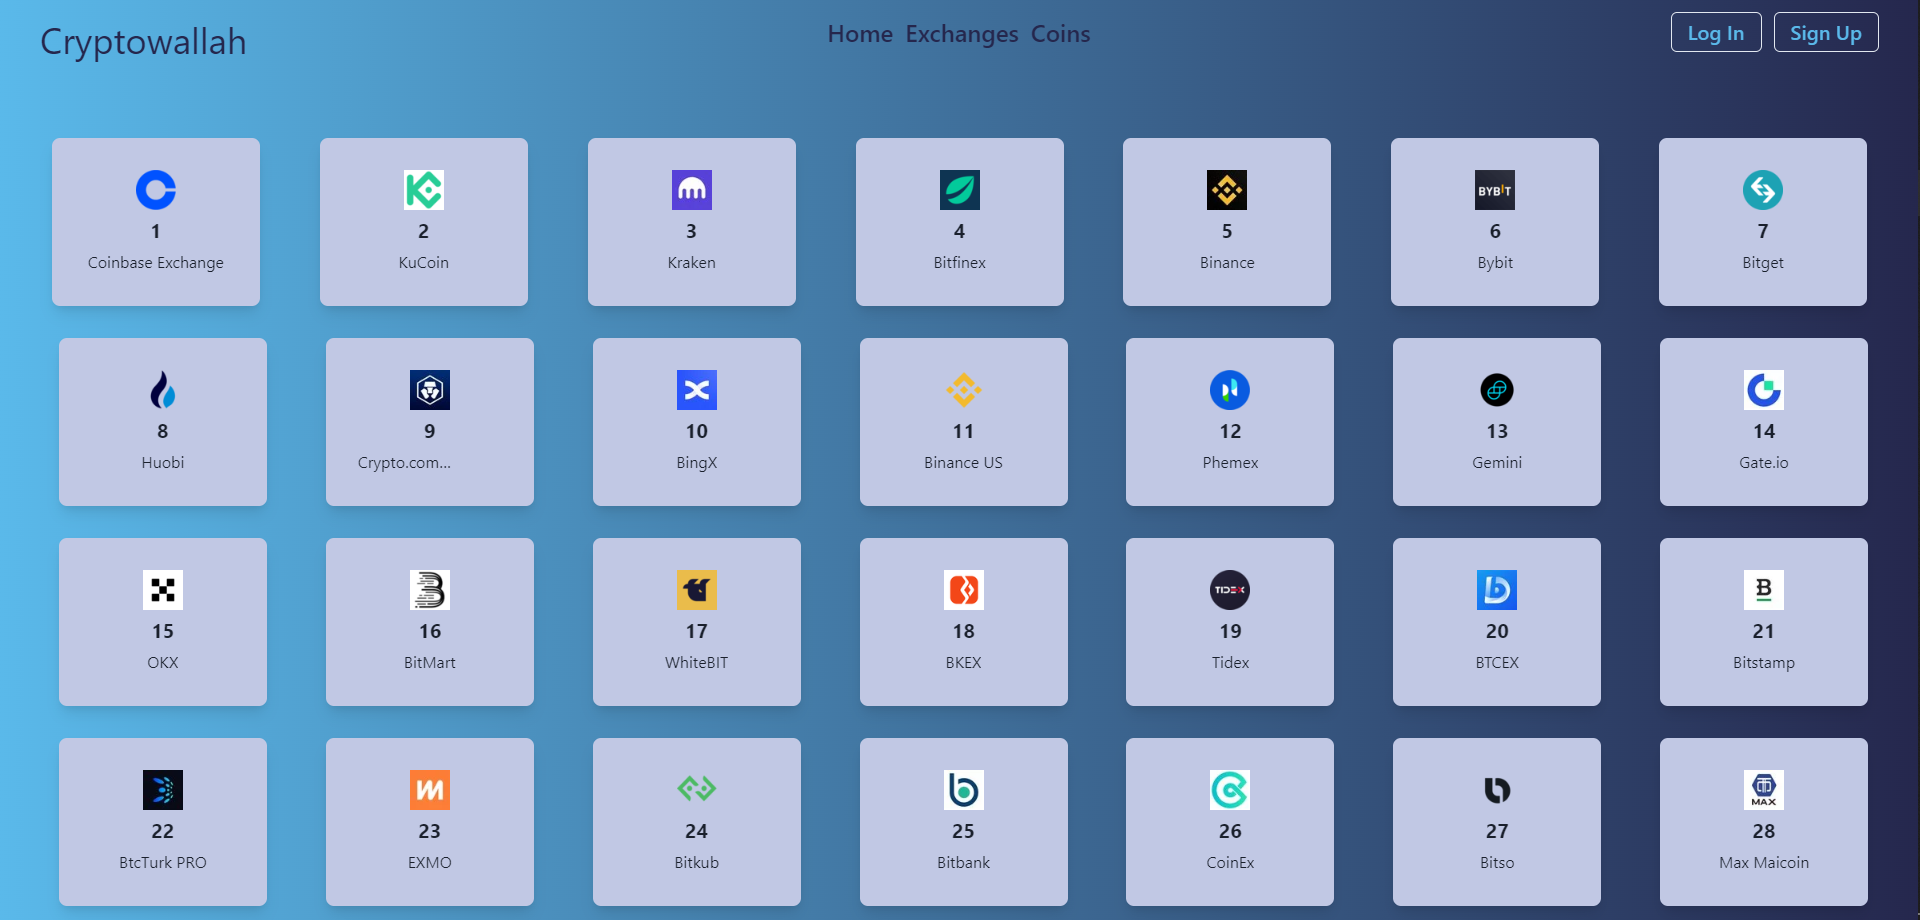 Cryptowallah
Home Exchanges Coins
Log In Sign Up
1
Coinbase Exchange
2
KuCoin
3
Kraken
4
Bitfinex
5
Binance
BYBIT
6
Bybit
7
Bitget
8
Huobi
9
Crypto.com...
10
BingX
11
Binance US
12
Phemex
13
Gemini
14
Gate.io
15
OKX
16
BitMart
17
WhiteBIT
18
BKEX
TIDEX
19
Tidex
20
BTCEX
B
21
Bitstamp
22
BtcTurk PRO
23
EXMO
24
Bitkub
25
Bitbank
26
CoinEx
27
Bitso
MAX
28
Max Maicoin